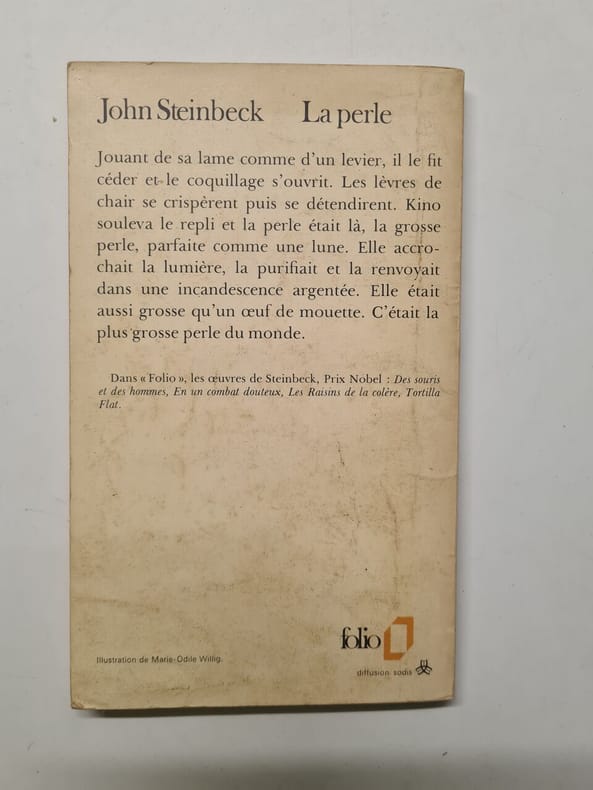 John Steinbeck La perle
Jouant de sa lame comme d'un levier, il le fit
céder et le coquillage s'ouvrit. Les lèvres de
chair se crispèrent puis se détendirent. Kino
souleva le repli et la perle était là, la grosse
perle, parfaite comme une lune. Elle accro-
chait la lumière, la purifiait et la renvoyait
dans une incandescence argentée. Elle était
aussi grosse qu'un œuf de mouette. C'était la
plus grosse perle du monde.
Dans « Folio », les œuvres de Steinbeck, Prix Nobel : Des souris
et des hommes, En un combat douteux, Les Raisins de la colère, Tortilla
Flat.
folio
Illustration de Marie-Odile Willig.
diffusion sodis